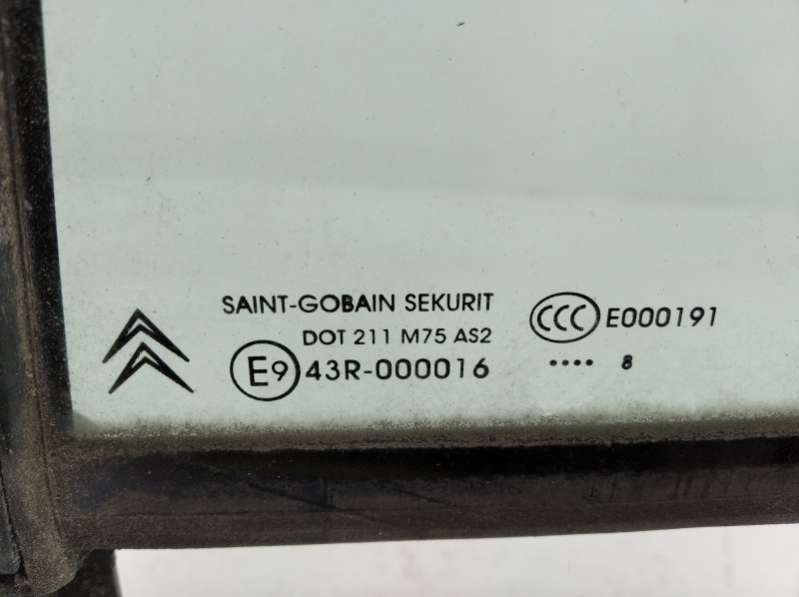 SAINT-GOBAIN SEKURIT
DOT 211 M75 AS2
E9 43R-000016
CCC E000191
.... 8